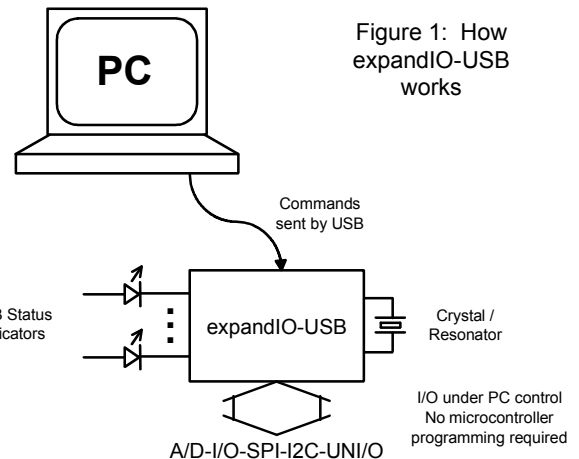 PC
Figure 1: How
expandIO-USB
works
Commands
sent by USB
Status
expandIO-USB
Crystal /
Resonator
I/O under PC control
No microcontroller
programming required
A/D-I/O-SPI-I2C-UNI/O